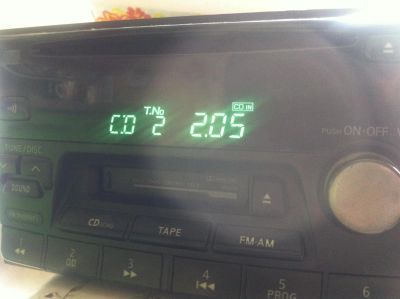 CD IN
T.No
CD 2 2.05
PUSH ON·OFF V
TUNE/DISC
SOUND
CD TAPE FM·AM
2 3 4 5 6
PROG